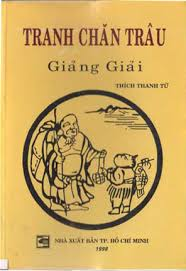 TRANH CHĂN TRÂU
Giảng Giải
THÍCH THANH TỪ
NHÀ XUẤT BẢN TP. HỒ CHÍ MINH
1998